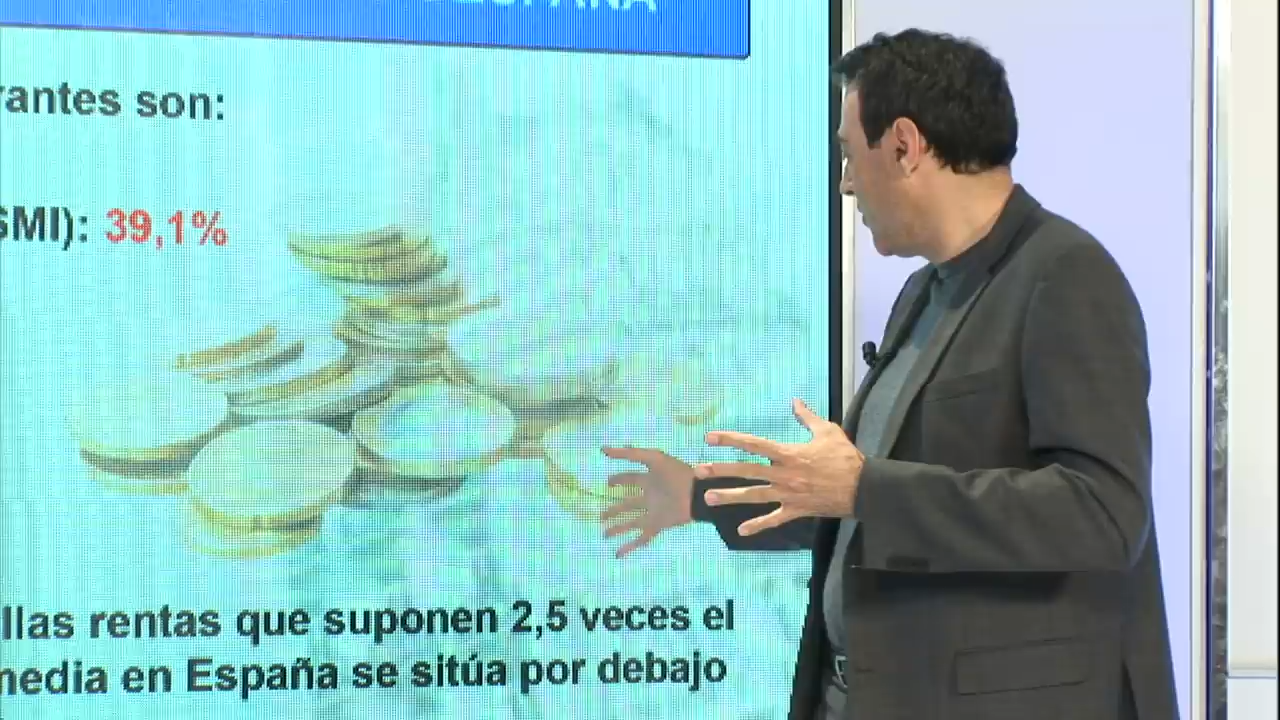 ESPAÑA
rantes son:
SMI): 39,1%
llas rentas que suponen 2,5 veces el
media en España se sitúa por debajo